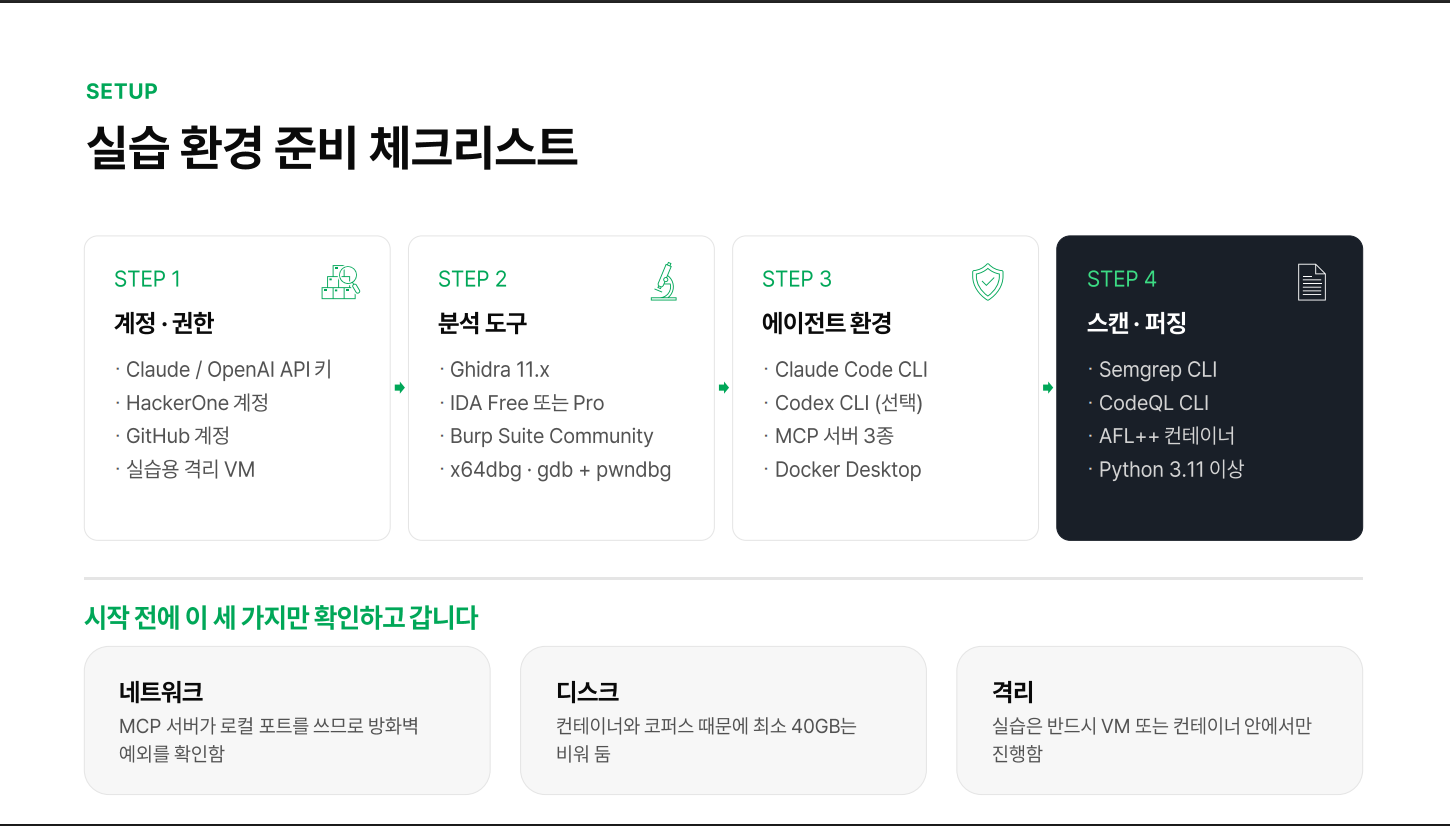 SETUP
실습 환경 준비 체크리스트
STEP 1
계정 · 권한
· Claude / OpenAI API 키
· HackerOne 계정
· GitHub 계정
· 실습용 격리 VM
STEP 2
분석 도구
· Ghidra 11.x
· IDA Free 또는 Pro
· Burp Suite Community
· x64dbg · gdb + pwndbg
STEP 3
에이전트 환경
· Claude Code CLI
· Codex CLI (선택)
· MCP 서버 3종
· Docker Desktop
STEP 4
스캔 · 퍼징
· Semgrep CLI
· CodeQL CLI
· AFL++ 컨테이너
· Python 3.11 이상
시작 전에 이 세 가지만 확인하고 갑니다
네트워크
MCP 서버가 로컬 포트를 쓰므로 방화벽
예외를 확인함
디스크
컨테이너와 코퍼스 때문에 최소 40GB는
비워 둠
격리
실습은 반드시 VM 또는 컨테이너 안에서만
진행함